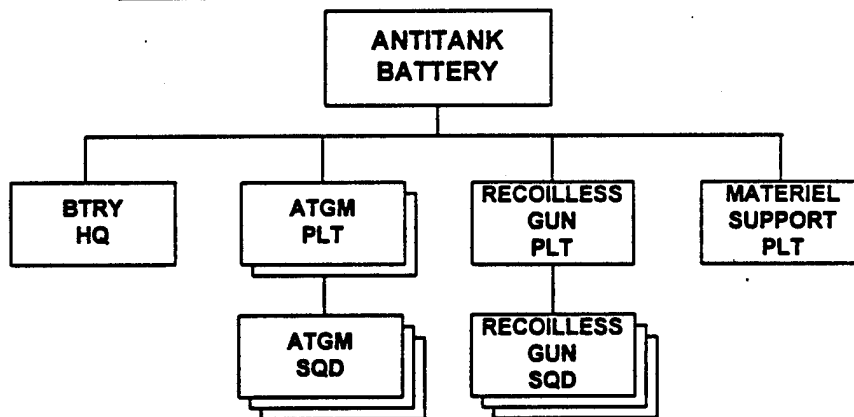 ANTITANK
BATTERY
BTRY
HQ
ATGM
PLT
RECOILLESS
GUN
PLT
MATERIEL
SUPPORT
PLT
ATGM
SQD
RECOILLESS
GUN
SQD